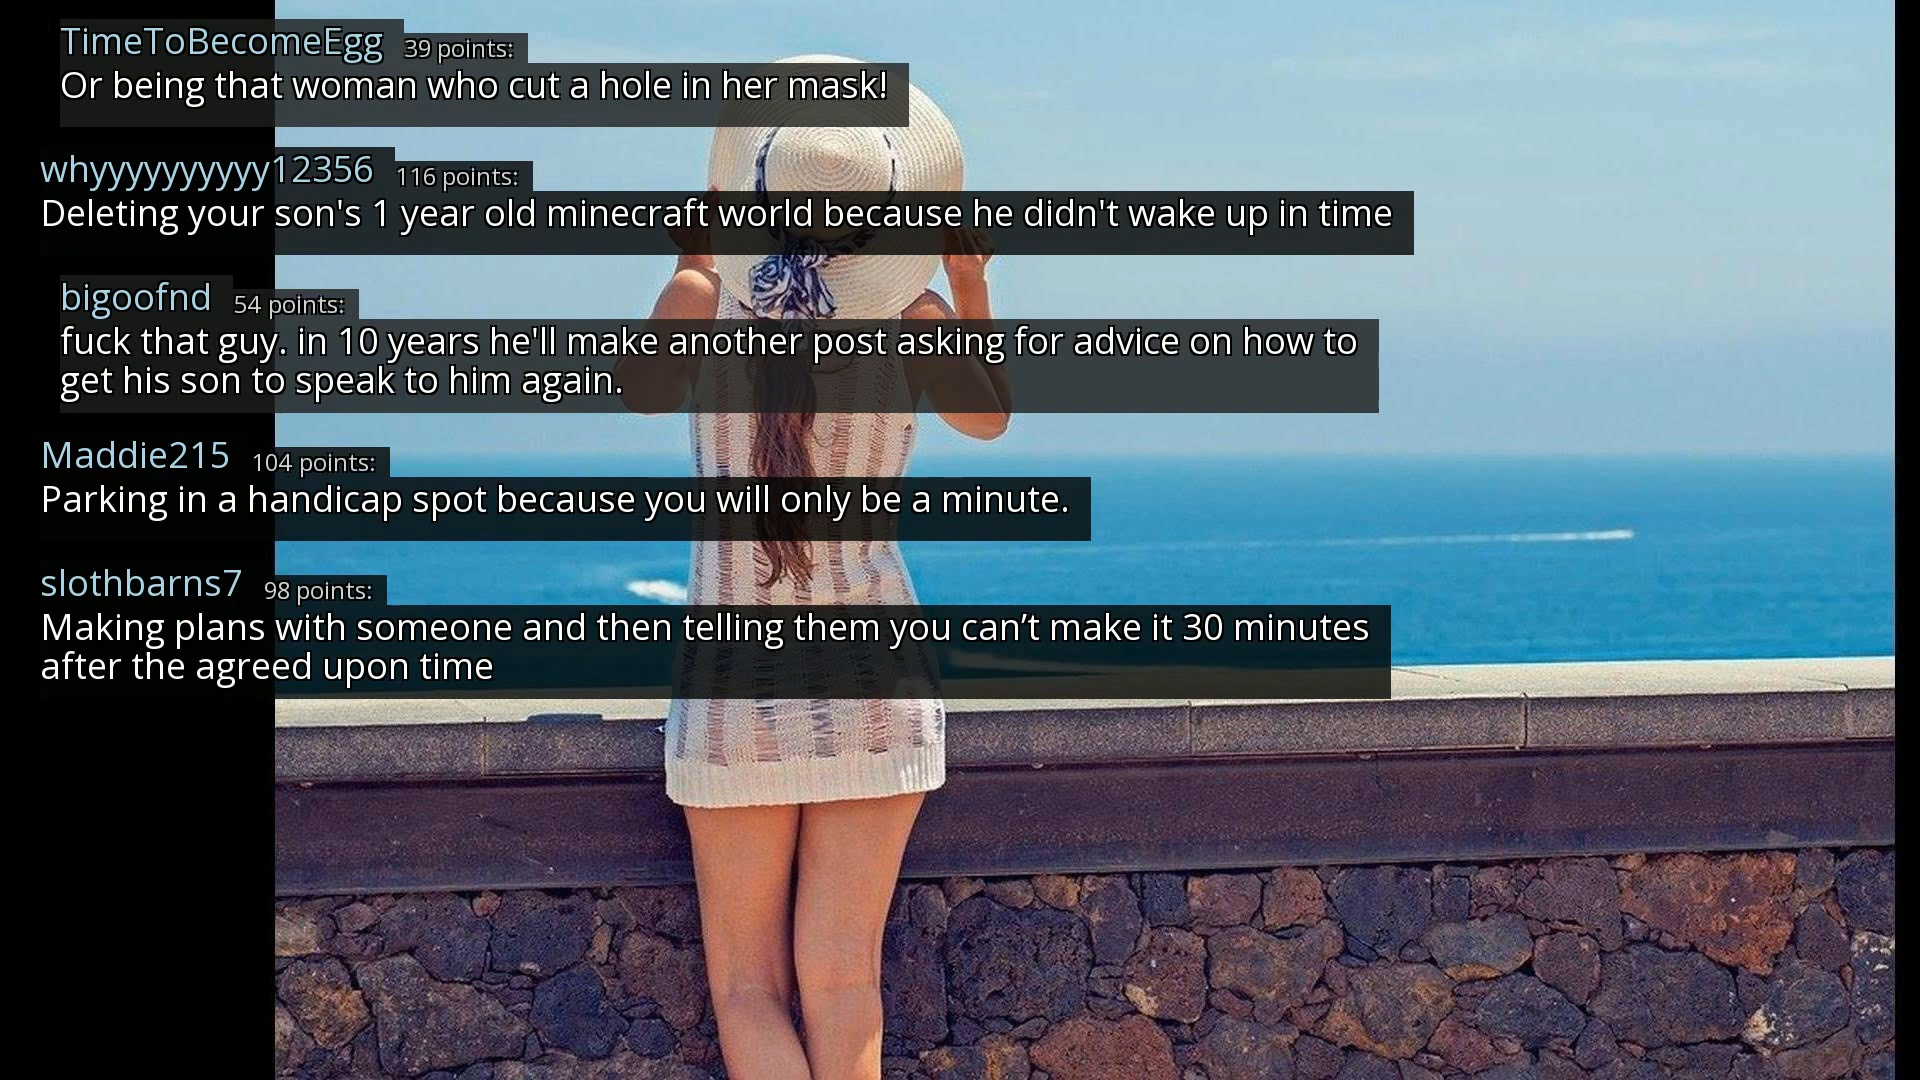 TimeToBecomeEgg 39 points:
Or being that woman who cut a hole in her mask!
whyyyyyyyyyy12356 116 points:
Deleting your son's 1 year old minecraft world because he didn't wake up in time
bigoofnd 54 points:
fuck that guy. in 10 years he'll make another post asking for advice on how to
get his son to speak to him again.
Maddie215 104 points:
Parking in a handicap spot because you will only be a minute.
slothbarns7 98 points:
Making plans with someone and then telling them you can’t make it 30 minutes
after the agreed upon time